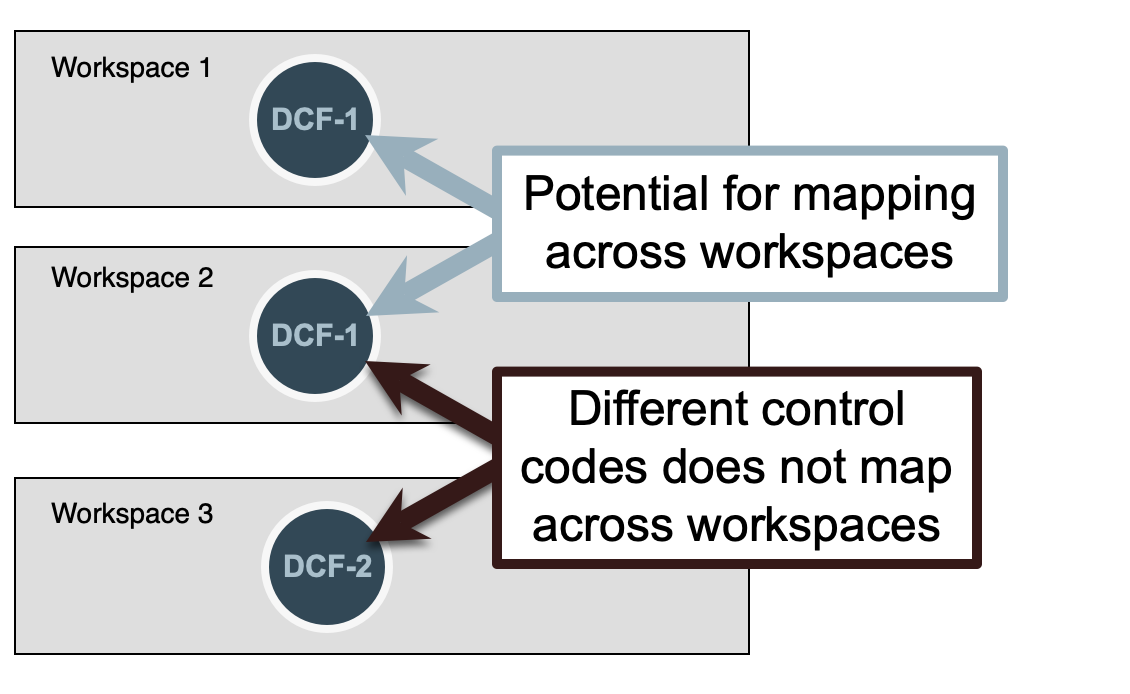 Workspace 1
DCF-1
Potential for mapping
across workspaces
Workspace 2
DCF-1
Different control
codes does not map
across workspaces
Workspace 3
DCF-2